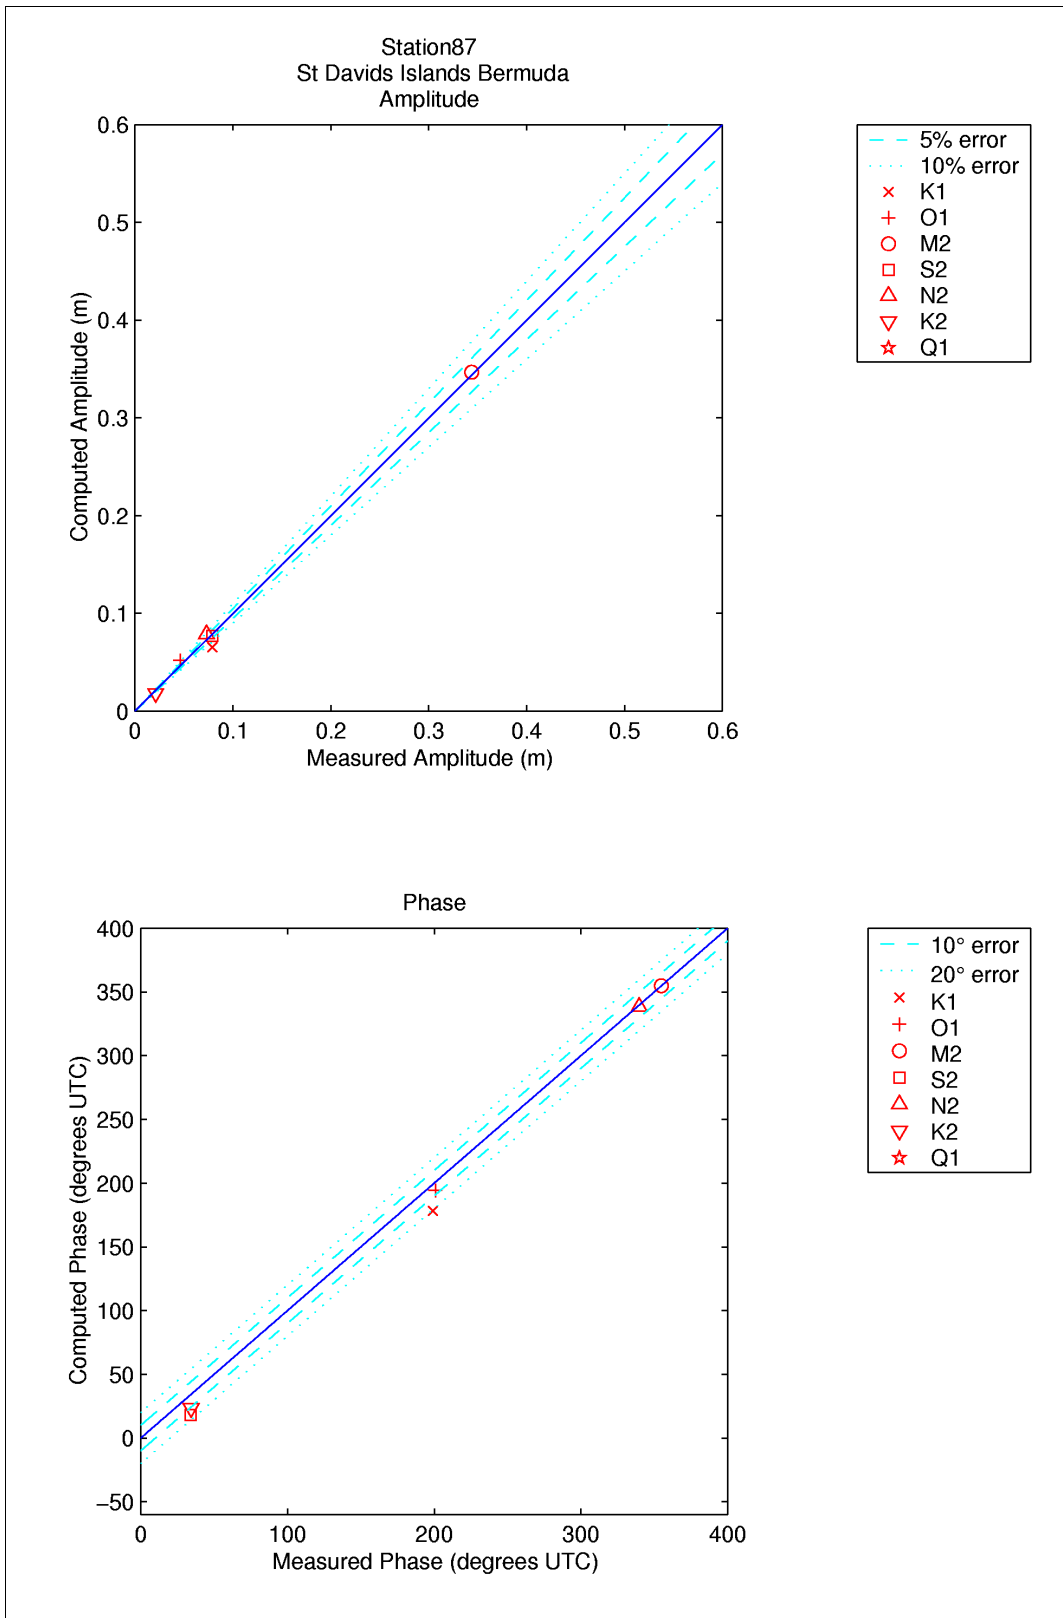 Station87
St Davids Islands Bermuda
Amplitude
0.6
0.5
0.4
0.3
0.2
0.1
0
Computed Amplitude (m)
0 0.1 0.2 0.3 0.4 0.5 0.6
Measured Amplitude (m)
5% error
10% error
K1
O1
M2
S2
N2
K2
Q1
Phase
400
350
300
250
200
150
100
50
0
−50
Computed Phase (degrees UTC)
0 100 200 300 400
Measured Phase (degrees UTC)
10° error
20° error
K1
O1
M2
S2
N2
K2
Q1